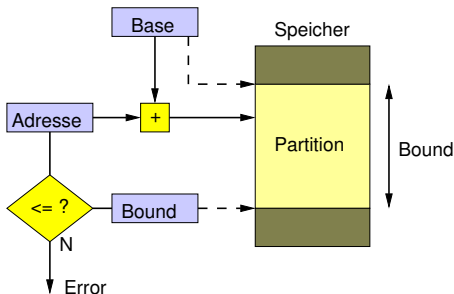 Base
Speicher
Adresse
+
Partition
Bound
<= ?
Bound
N
Error